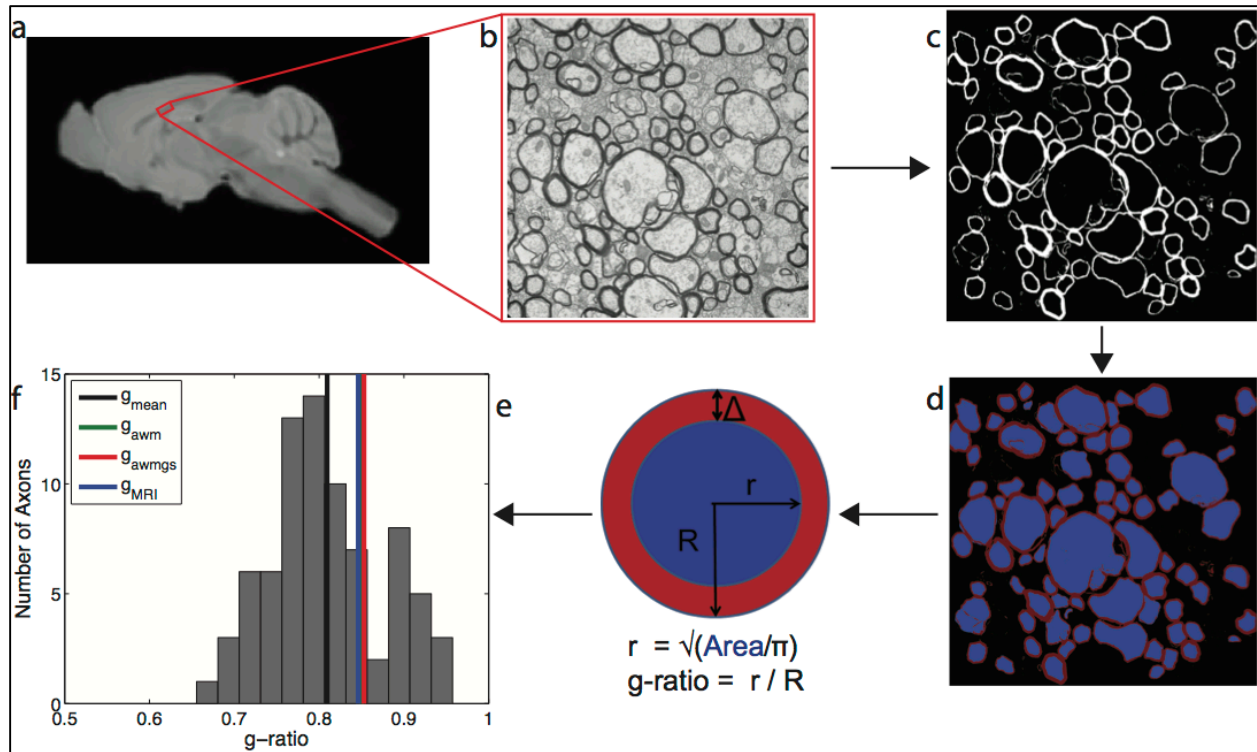 a
b
c
d
e
Δ
r
R
r = √(Area/π)
g-ratio = r / R
f
15
10
5
0
Number of Axons
g_mean
g_awm
g_awmgs
g_MRI
0.5 0.6 0.7 0.8 0.9 1
g−ratio